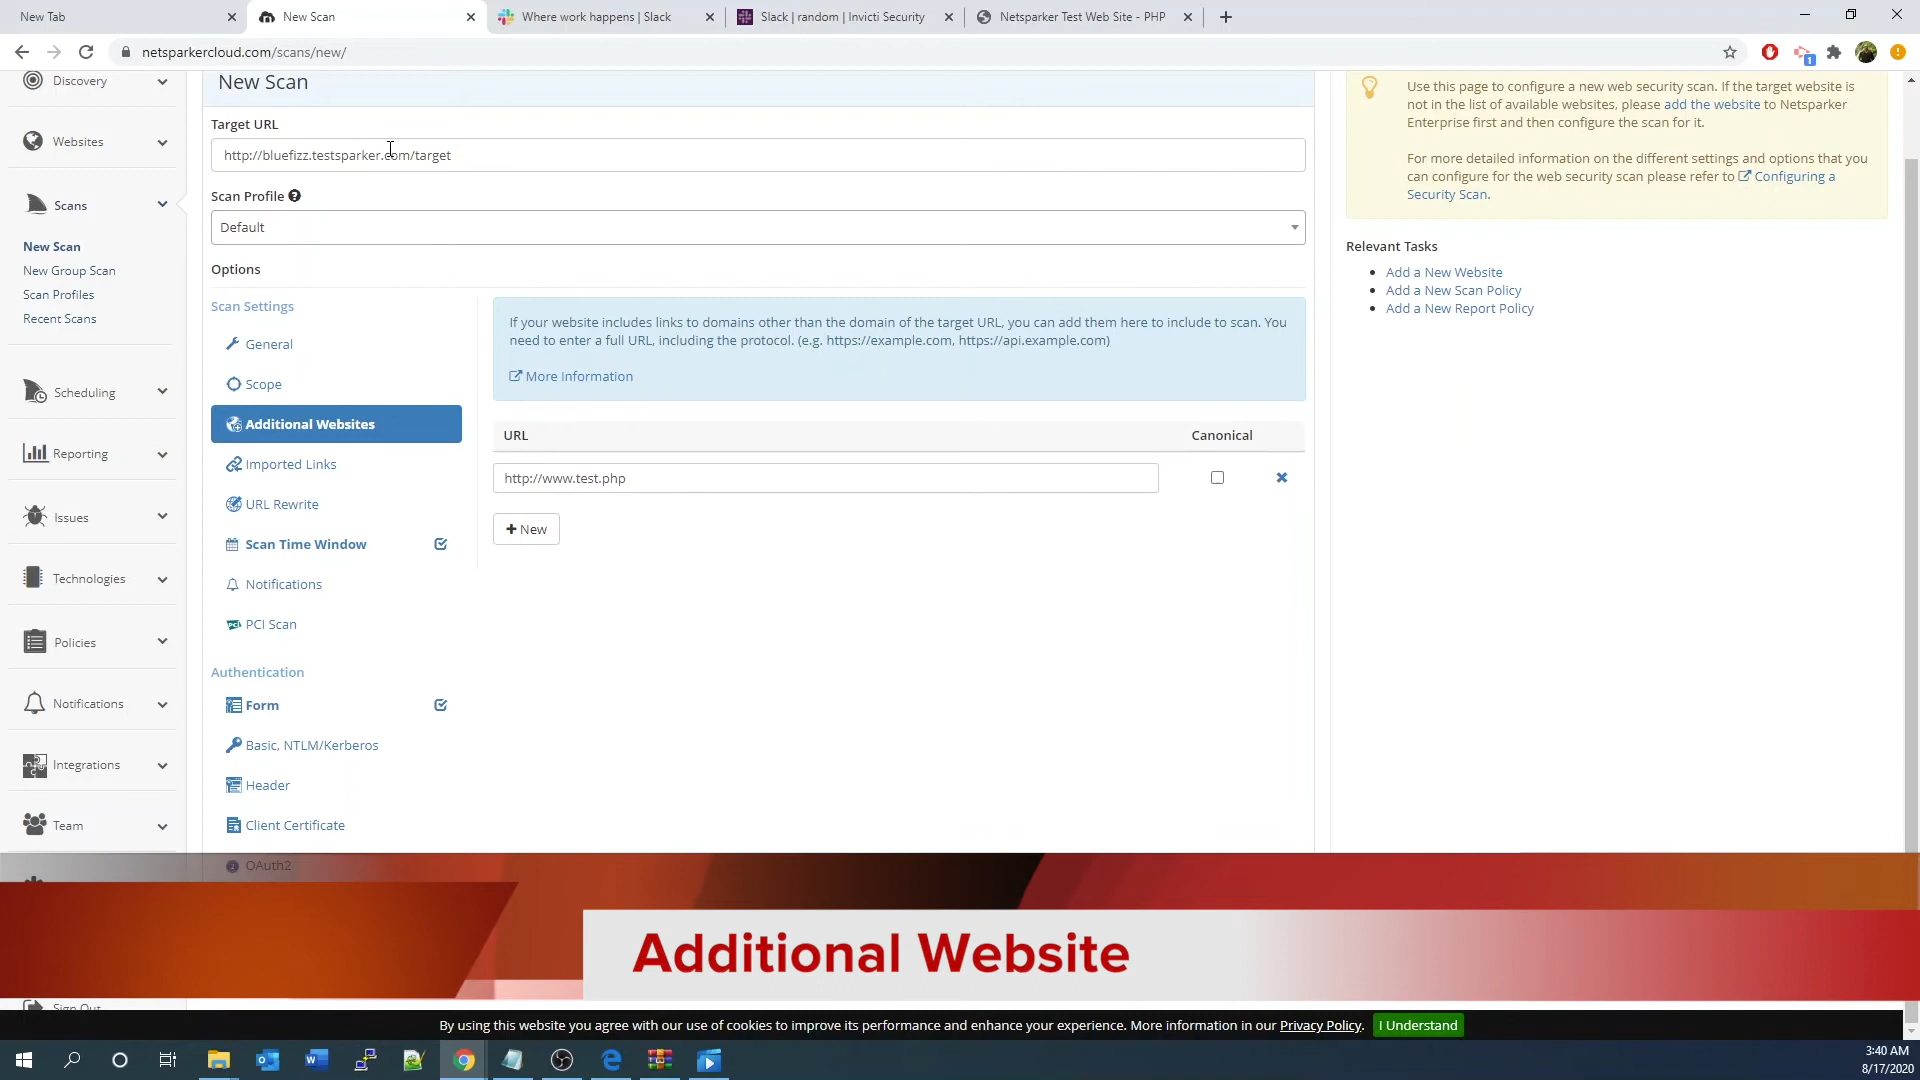 New Tab
New Scan
Where work happens | Slack
Slack | random | Invicti Security
Netsparker Test Web Site - PHP
netsparkercloud.com/scans/new/
1
Discovery
Websites
Scans
New Scan
New Group Scan
Scan Profiles
Recent Scans
Scheduling
Reporting
Issues
Technologies
Policies
Notifications
Integrations
Team
Sign Out
New Scan
Target URL
http://bluefizz.testsparker.com/target
Scan Profile
Default
Options
Scan Settings
General
Scope
Additional Websites
Imported Links
URL Rewrite
Scan Time Window
Notifications
PCI Scan
Authentication
Form
Basic, NTLM/Kerberos
Header
Client Certificate
OAuth2
If your website includes links to domains other than the domain of the target URL, you can add them here to include to scan. You
need to enter a full URL, including the protocol. (e.g. https://example.com, https://api.example.com)
More Information
URL
Canonical
http://www.test.php
New
Use this page to configure a new web security scan. If the target website is
not in the list of available websites, please add the website to Netsparker
Enterprise first and then configure the scan for it.
For more detailed information on the different settings and options that you
can configure for the web security scan please refer to Configuring a
Security Scan.
Relevant Tasks
Add a New Website
Add a New Scan Policy
Add a New Report Policy
Additional Website
By using this website you agree with our use of cookies to improve its performance and enhance your experience. More information in our Privacy Policy.
I Understand
3:40 AM
8/17/2020